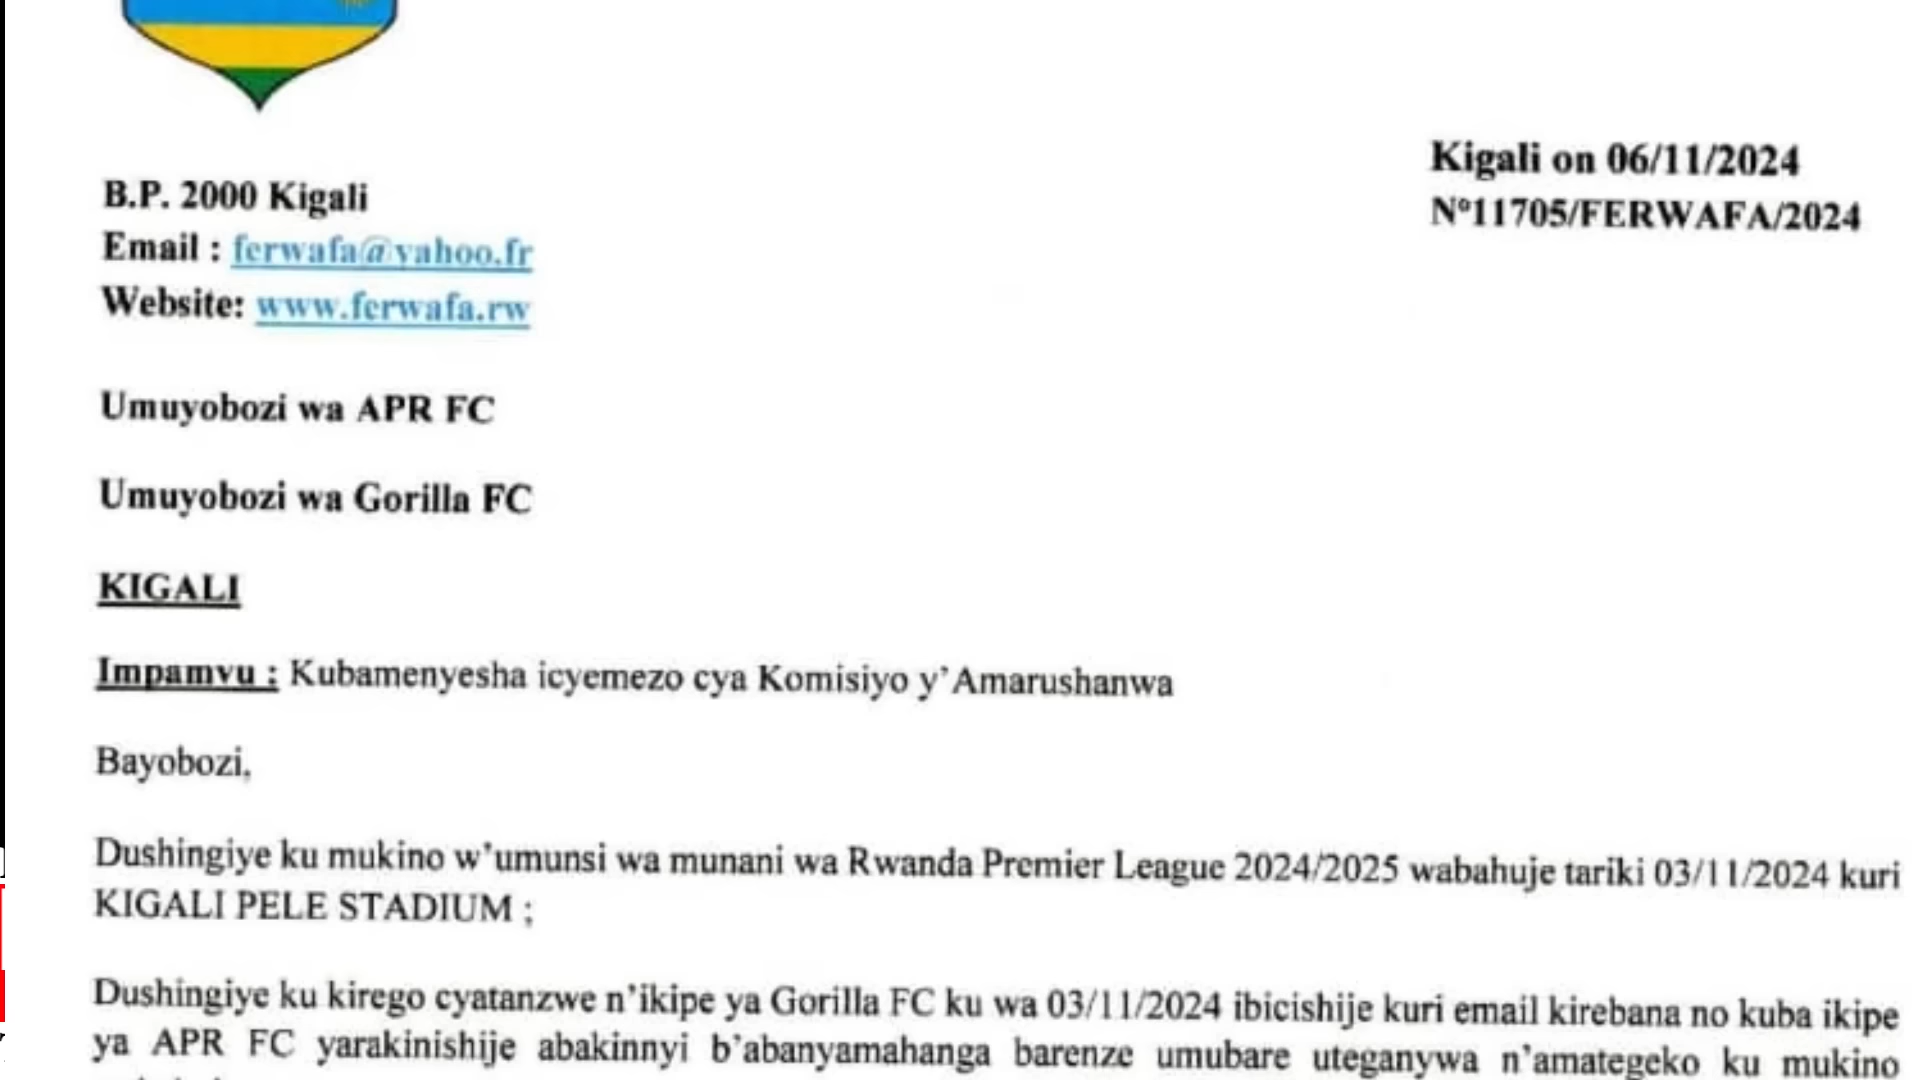 Kigali on 06/11/2024
Nº11705/FERWAFA/2024
B.P. 2000 Kigali
Email : ferwafa@yahoo.fr
Website: www.ferwafa.rw
Umuyobozi wa APR FC
Umuyobozi wa Gorilla FC
KIGALI
Impamvu : Kubamenyesha icyemezo cya Komisiyo y’Amarushanwa
Bayobozi,
Dushingiye ku mukino w’umunsi wa munani wa Rwanda Premier League 2024/2025 wabahuje tariki 03/11/2024 kuri
KIGALI PELE STADIUM ;
Dushingiye ku kirego cyatanzwe n’ikipe ya Gorilla FC ku wa 03/11/2024 ibicishije kuri email kirebana no kuba ikipe
ya APR FC yarakinishije abakinnyi b’abanyamahanga barenze umubare uteganywa n’amategeko ku mukino